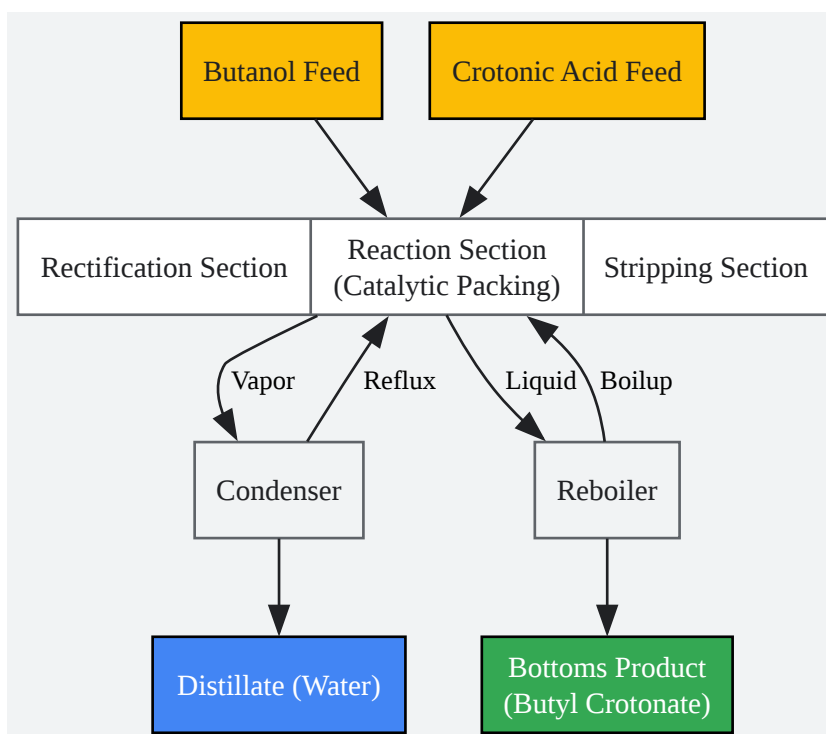 Butanol Feed
Crotonic Acid Feed
Rectification Section
Reaction Section
(Catalytic Packing)
Stripping Section
Vapor
Reflux
Liquid
Boilup
Condenser
Reboiler
Distillate (Water)
Bottoms Product
(Butyl Crotonate)